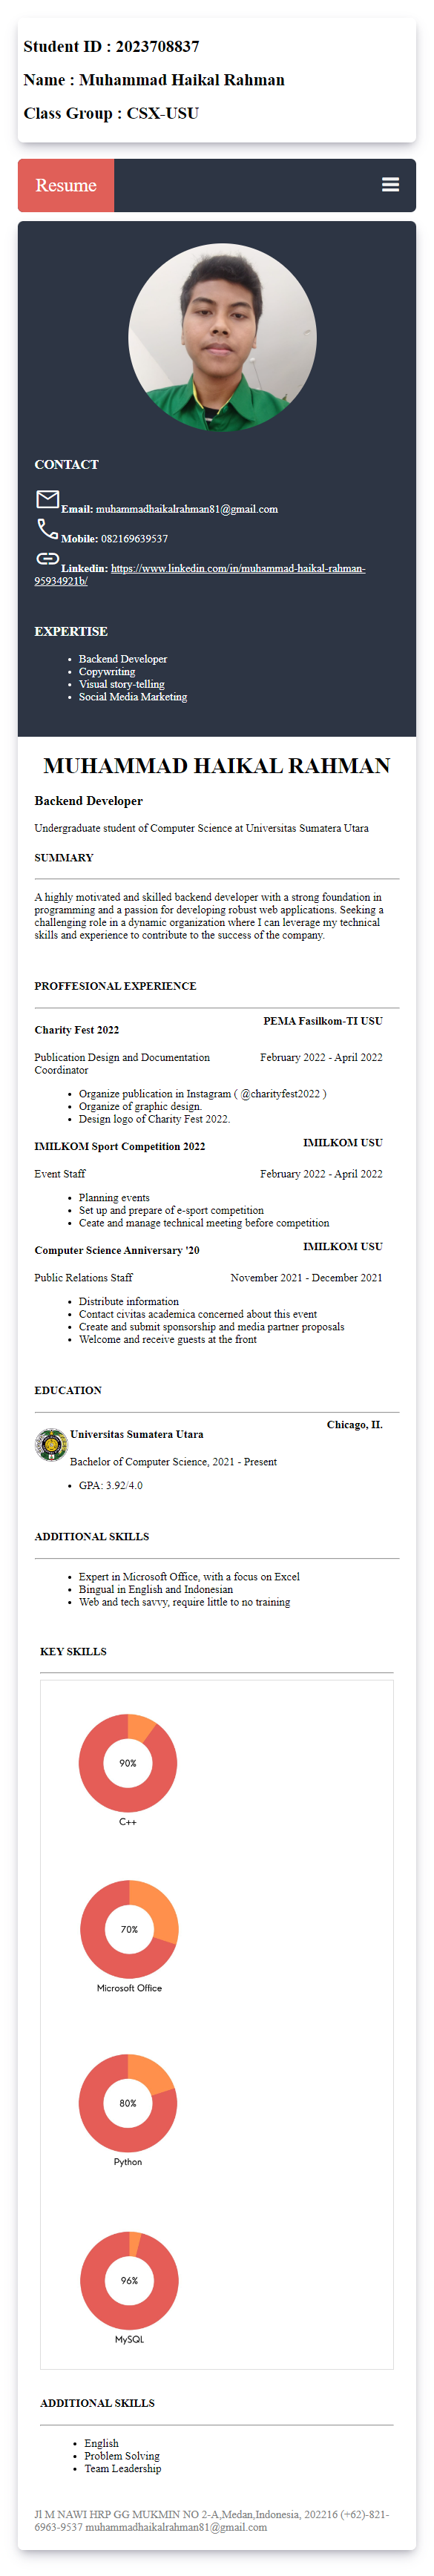 Student ID : 2023708837
Name : Muhammad Haikal Rahman
Class Group : CSX-USU
Resume
CONTACT
Email: muhammadhaikalrahman81@gmail.com
Mobile: 082169639537
Linkedin: https://www.linkedin.com/in/muhammad-haikal-rahman-
95934921b/
EXPERTISE
• Backend Developer
• Copywriting
• Visual story-telling
• Social Media Marketing
MUHAMMAD HAIKAL RAHMAN
Backend Developer
Undergraduate student of Computer Science at Universitas Sumatera Utara
SUMMARY
A highly motivated and skilled backend developer with a strong foundation in
programming and a passion for developing robust web applications. Seeking a
challenging role in a dynamic organization where I can leverage my technical
skills and experience to contribute to the success of the company.
PROFFESIONAL EXPERIENCE
PEMA Fasilkom-TI USU
Charity Fest 2022
Publication Design and Documentation February 2022 - April 2022
Coordinator
• Organize publication in Instagram ( @charityfest2022 )
• Organize of graphic design.
• Design logo of Charity Fest 2022.
IMILKOM Sport Competition 2022 IMILKOM USU
Event Staff February 2022 - April 2022
• Planning events
• Set up and prepare of e-sport competition
• Ceate and manage technical meeting before competition
Computer Science Anniversary '20 IMILKOM USU
Public Relations Staff November 2021 - December 2021
• Distribute information
• Contact civitas academica concerned about this event
• Create and submit sponsorship and media partner proposals
• Welcome and receive guests at the front
EDUCATION
Chicago, II.
Universitas Sumatera Utara
Bachelor of Computer Science, 2021 - Present
• GPA: 3.92/4.0
ADDITIONAL SKILLS
• Expert in Microsoft Office, with a focus on Excel
• Bingual in English and Indonesian
• Web and tech savvy, require little to no training
KEY SKILLS
90%
C++
70%
Microsoft Office
80%
Python
96%
MySQL
ADDITIONAL SKILLS
• English
• Problem Solving
• Team Leadership
Jl M NAWI HRP GG MUKMIN NO 2-A,Medan,Indonesia, 202216 (+62)-821-
6963-9537 muhammadhaikalrahman81@gmail.com